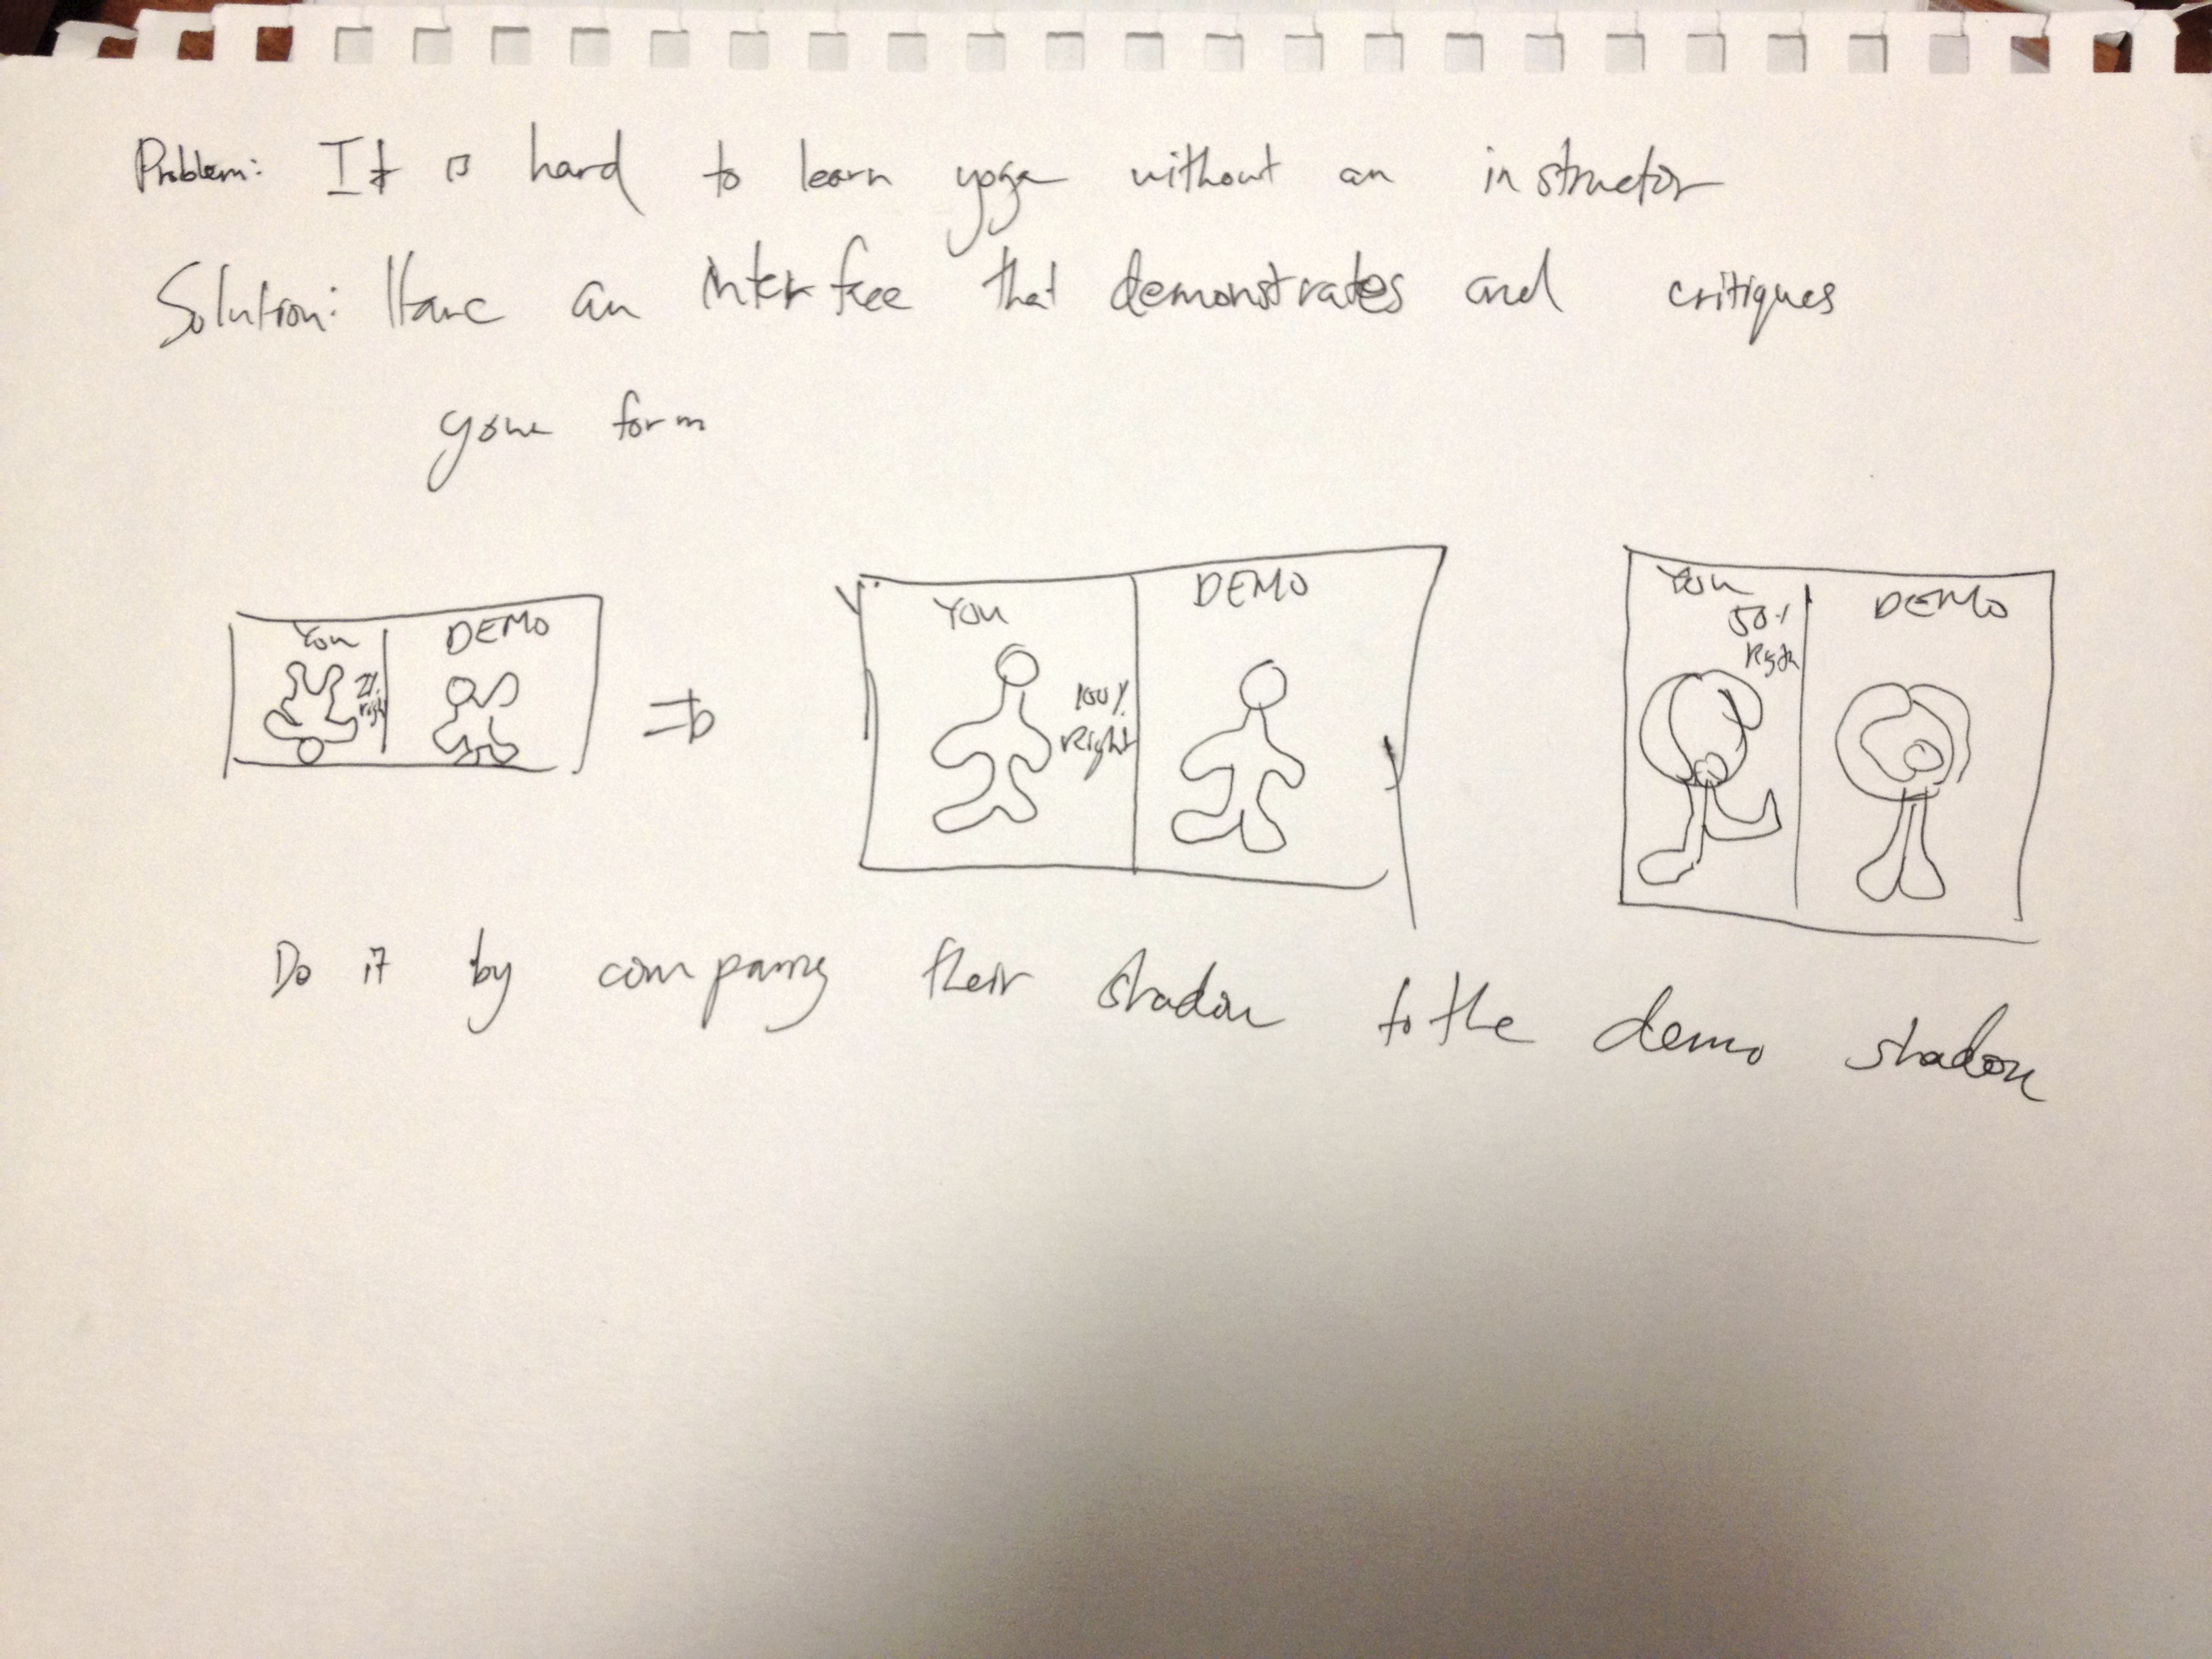 Problem: It is hard to learn yoga without an instructor
Solution: Have an interface that demonstrates and critiques
your form
You DEMO
2% right
You DEMO
100% Right
You DEMO
50% Right
Do it by comparing their shadow to the demo shadow